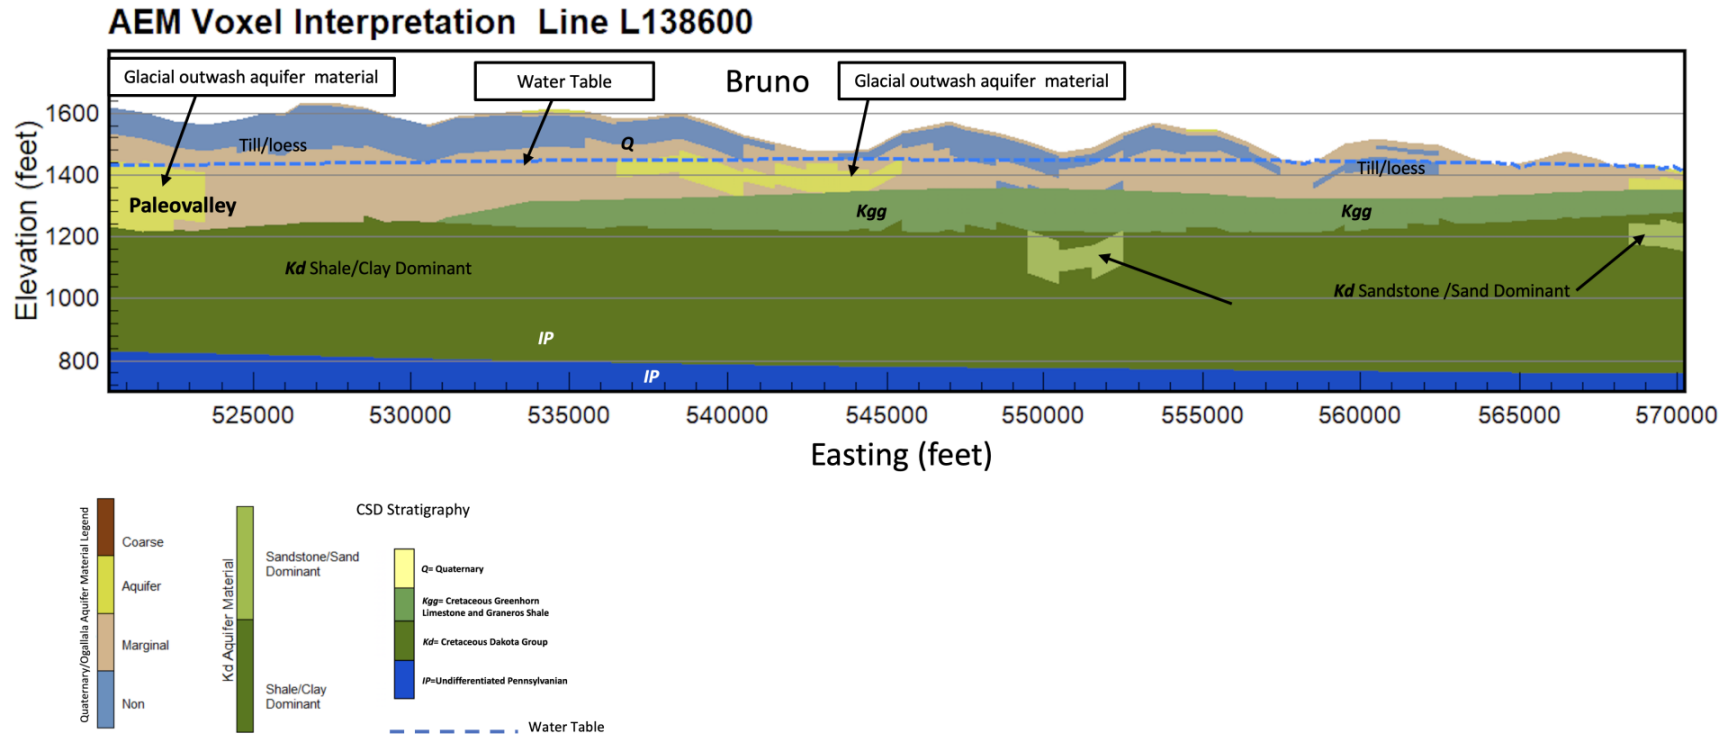 AEM Voxel Interpretation Line L138600
Glacial outwash aquifer material
Water Table
Bruno
Glacial outwash aquifer material
Elevation (feet)
1600
1400
1200
1000
800
Till/loess
Q
Till/loess
Paleovalley
Kgg
Kgg
Kd Shale/Clay Dominant
Kd Sandstone /Sand Dominant
IP
IP
525000
530000
535000
540000
545000
550000
555000
560000
565000
570000
Easting (feet)
Quaternary/Ogallala Aquifer Material Legend
Coarse
Aquifer
Marginal
Non
Kd Aquifer Material
Sandstone/Sand
Dominant
Shale/Clay
Dominant
CSD Stratigraphy
Q= Quaternary
Kgg= Cretaceous Greenhorn
Limestone and Graneros Shale
Kd= Cretaceous Dakota Group
IP=Undifferentiated Pennsylvanian
Water Table